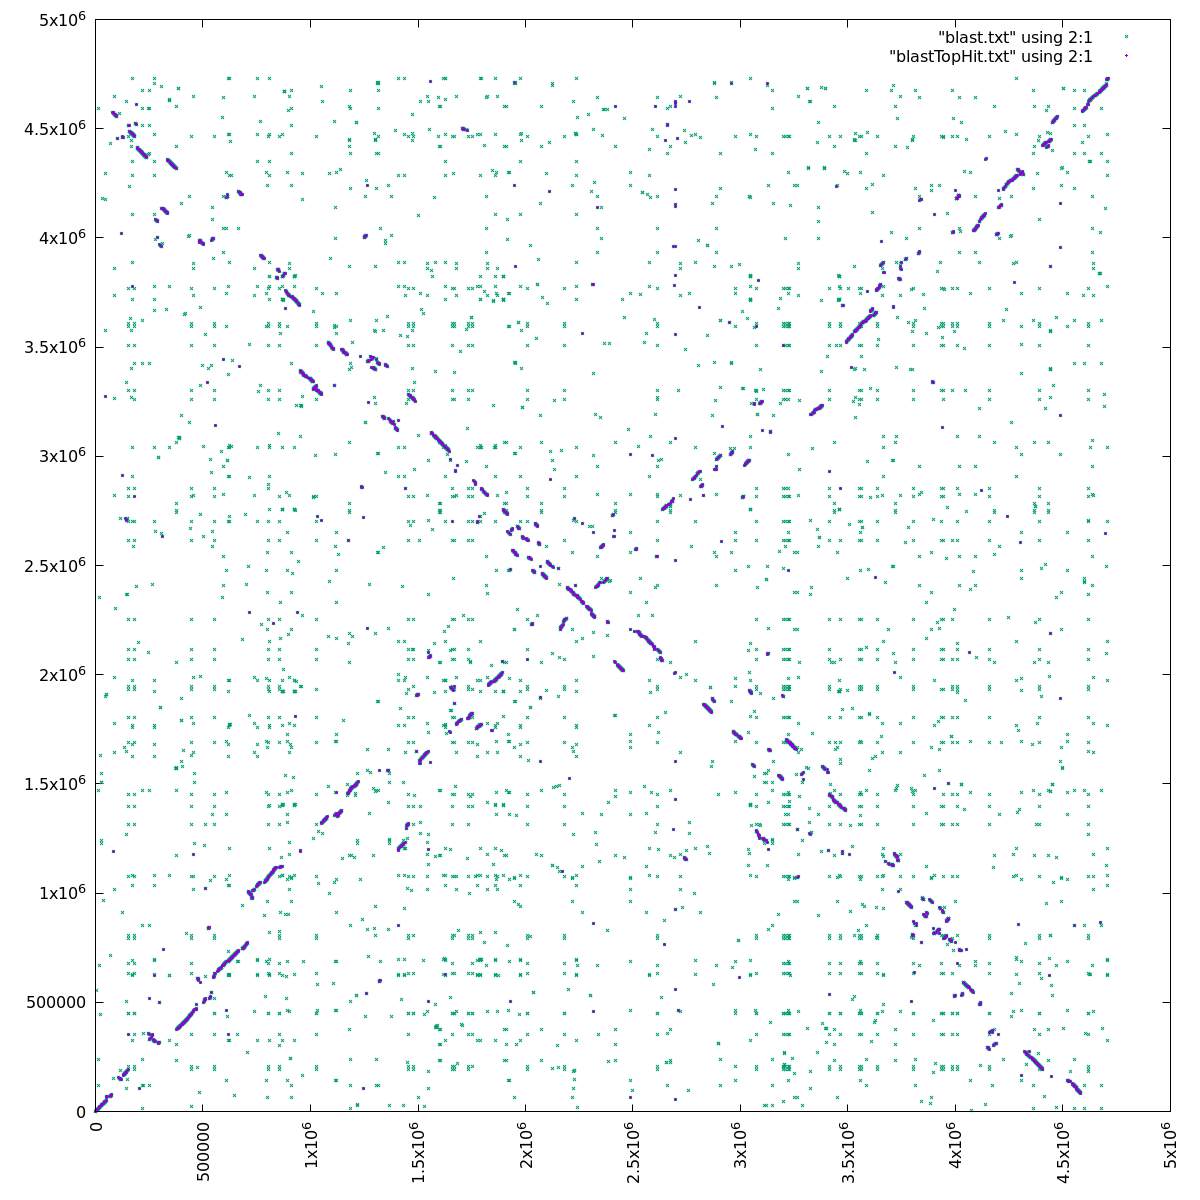 5x10⁶
"blast.txt" using 2:1
"blastTopHit.txt" using 2:1
4.5x10⁶
4x10⁶
3.5x10⁶
3x10⁶
2.5x10⁶
2x10⁶
1.5x10⁶
1x10⁶
500000
0
0
500000
1x10⁶
1.5x10⁶
2x10⁶
2.5x10⁶
3x10⁶
3.5x10⁶
4x10⁶
4.5x10⁶
5x10⁶